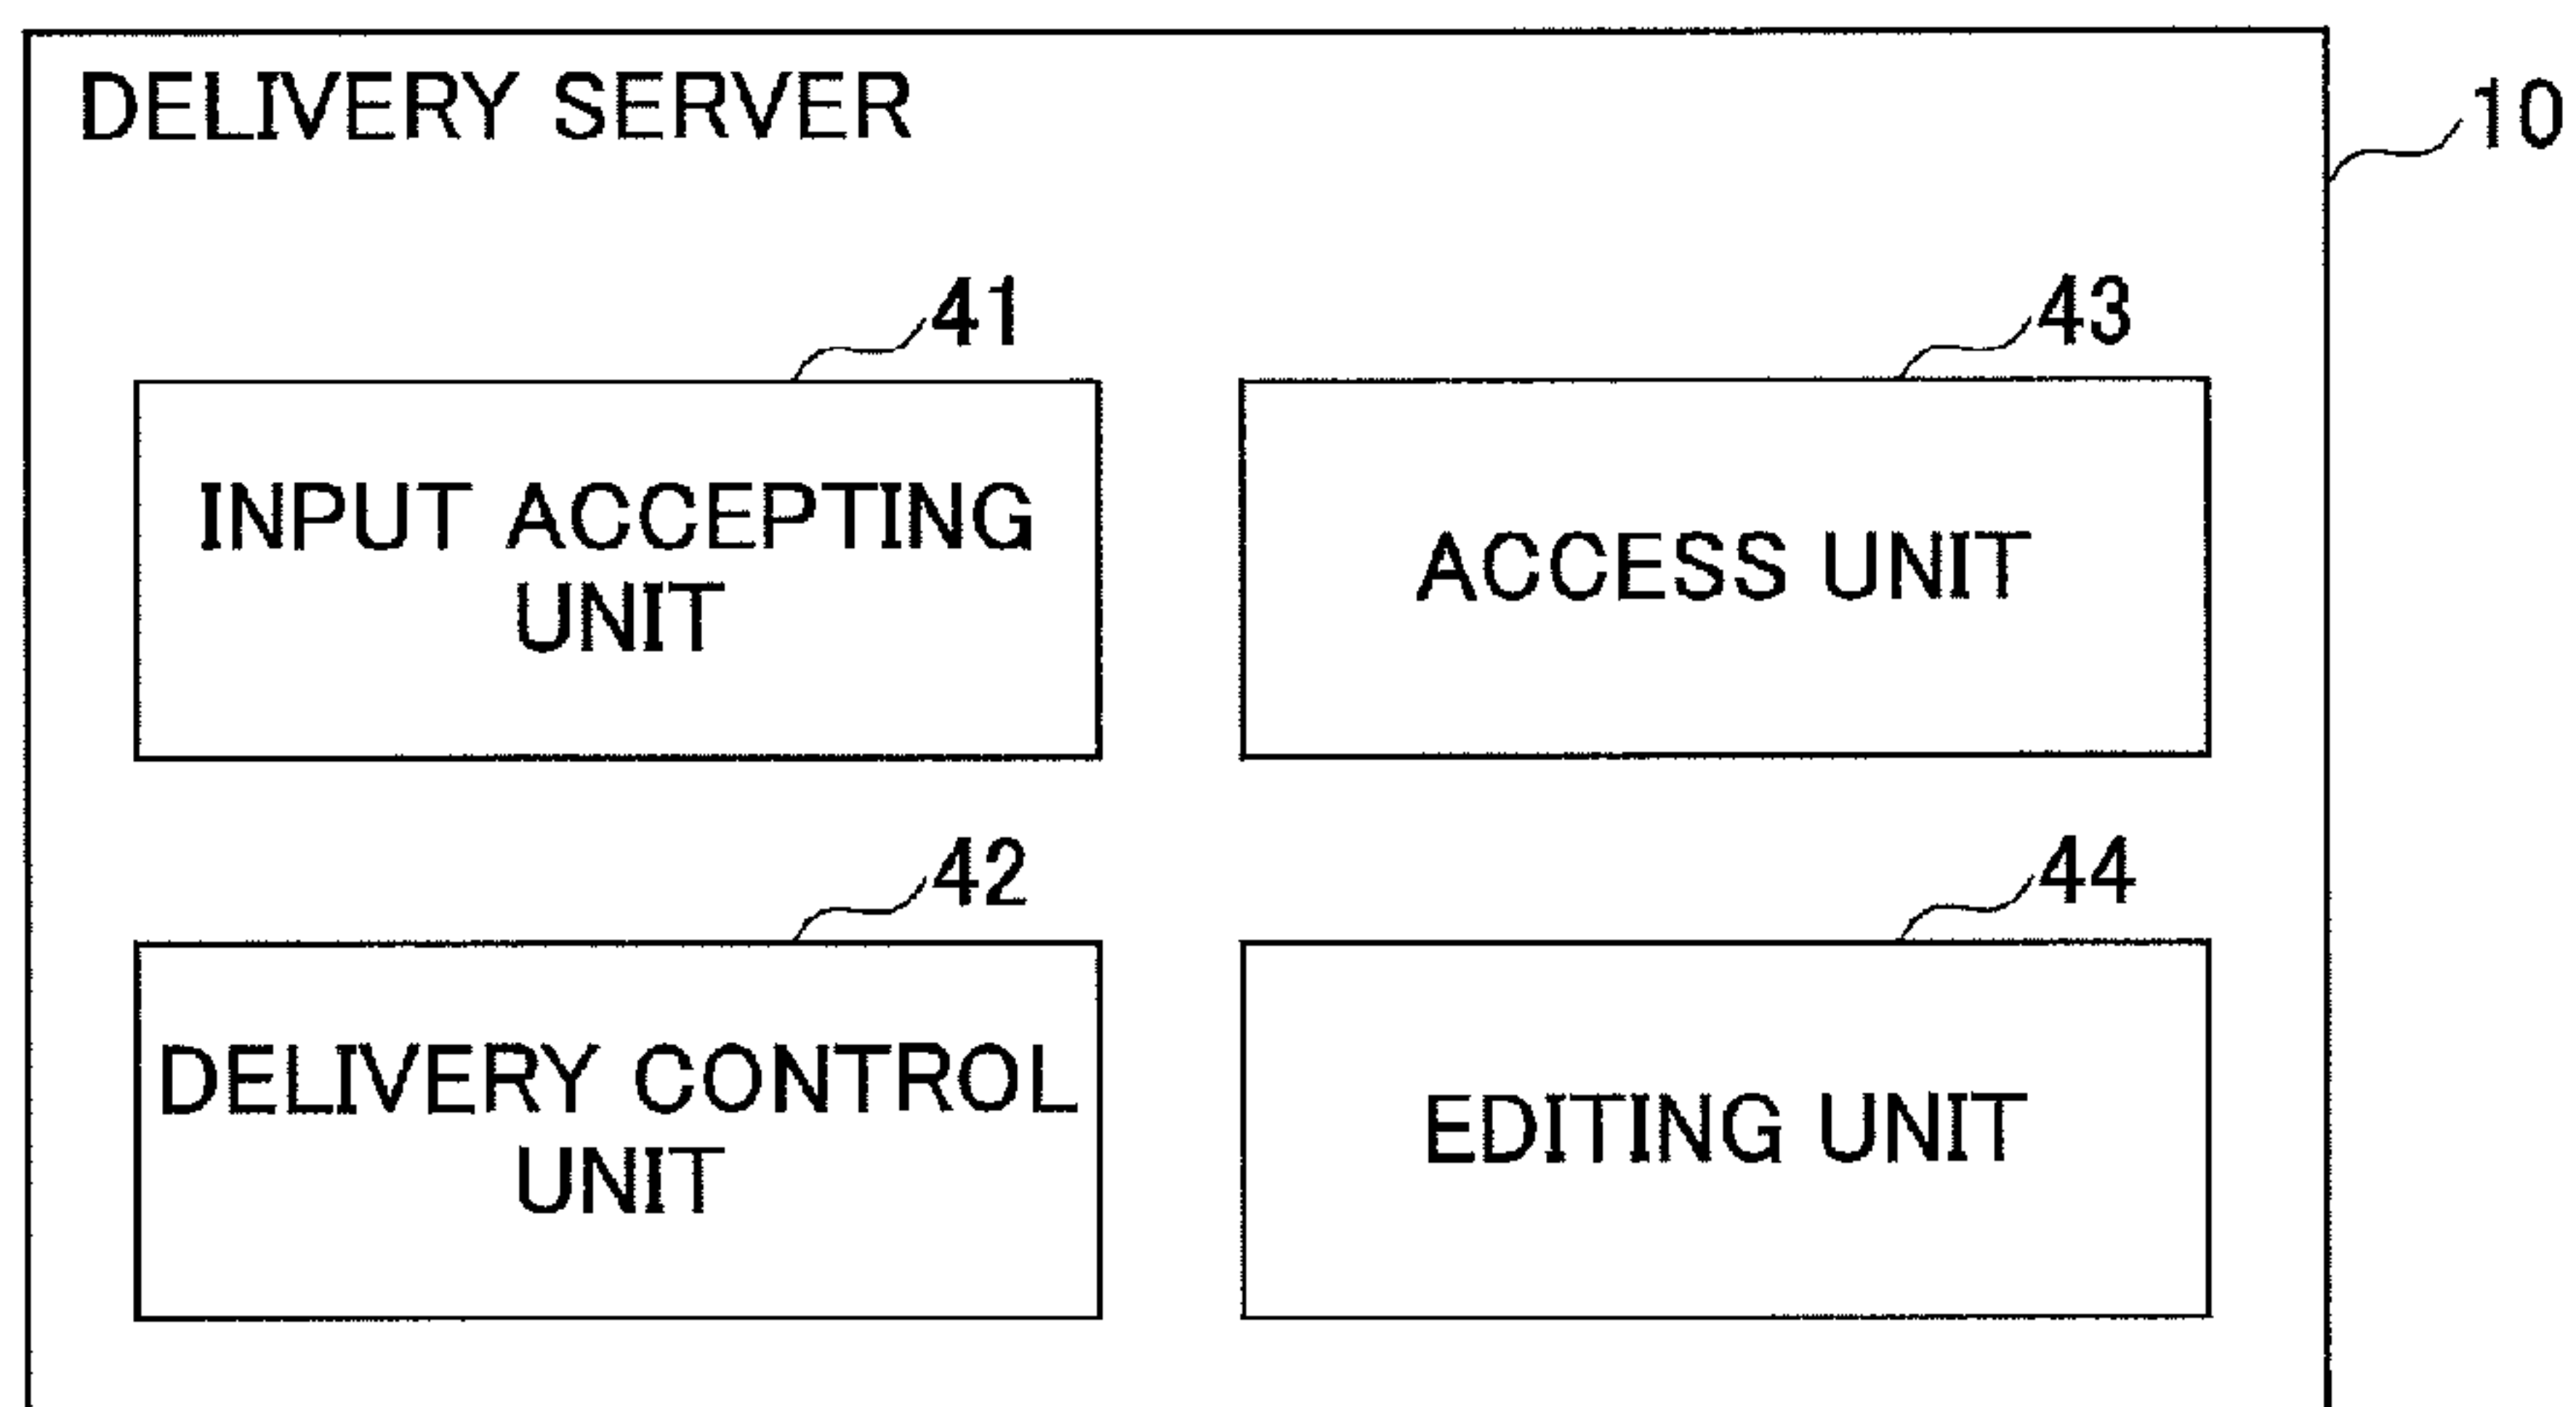 DELIVERY SERVER
10
41
INPUT ACCEPTING
UNIT
43
ACCESS UNIT
42
DELIVERY CONTROL
UNIT
44
EDITING UNIT